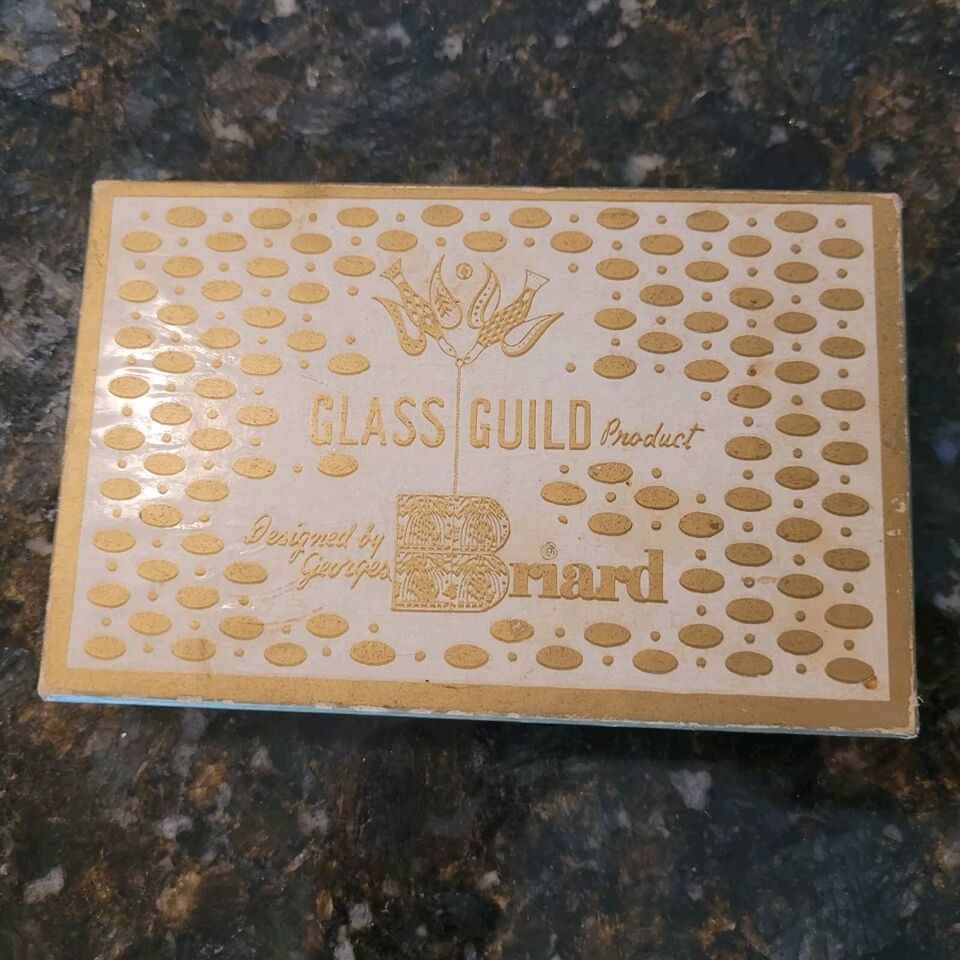 GLASS GUILD Product
Designed by
Georges Briard ®